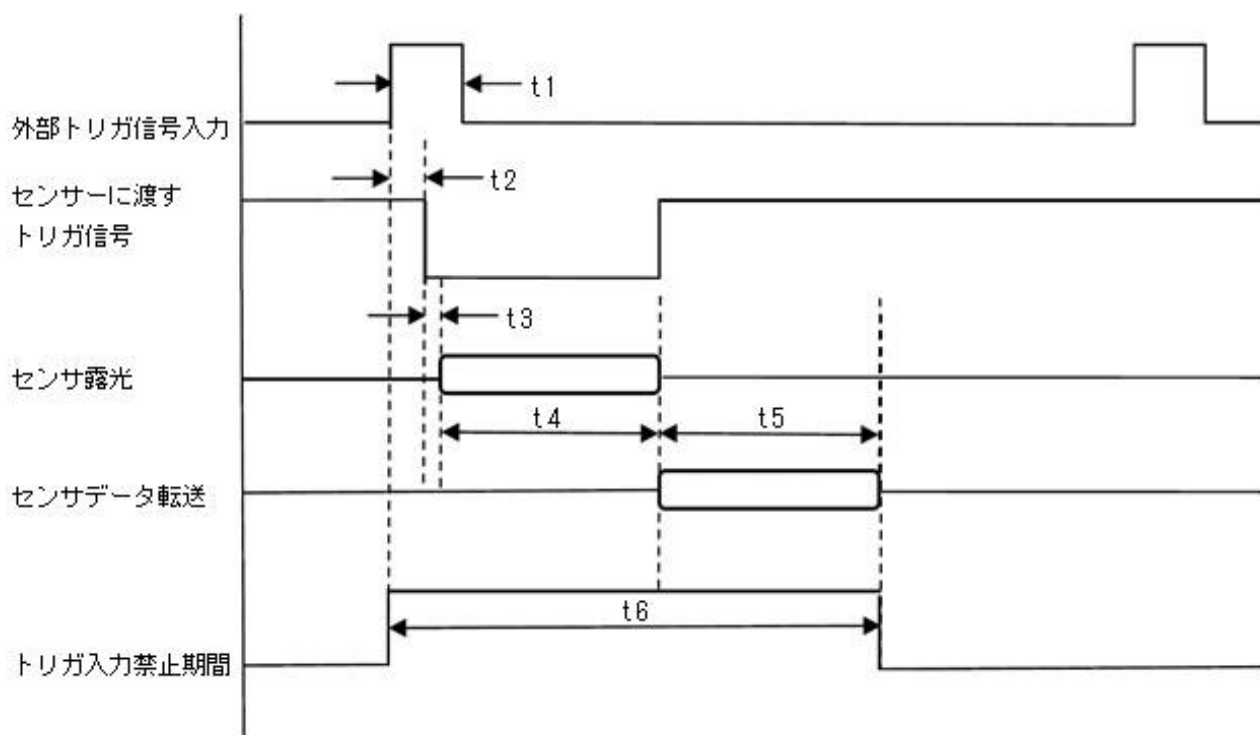 t1
外部トリガ信号入力
t2
センサーに渡す
トリガ信号
t3
センサ露光
t4
t5
センサデータ転送
t6
トリガ入力禁止期間